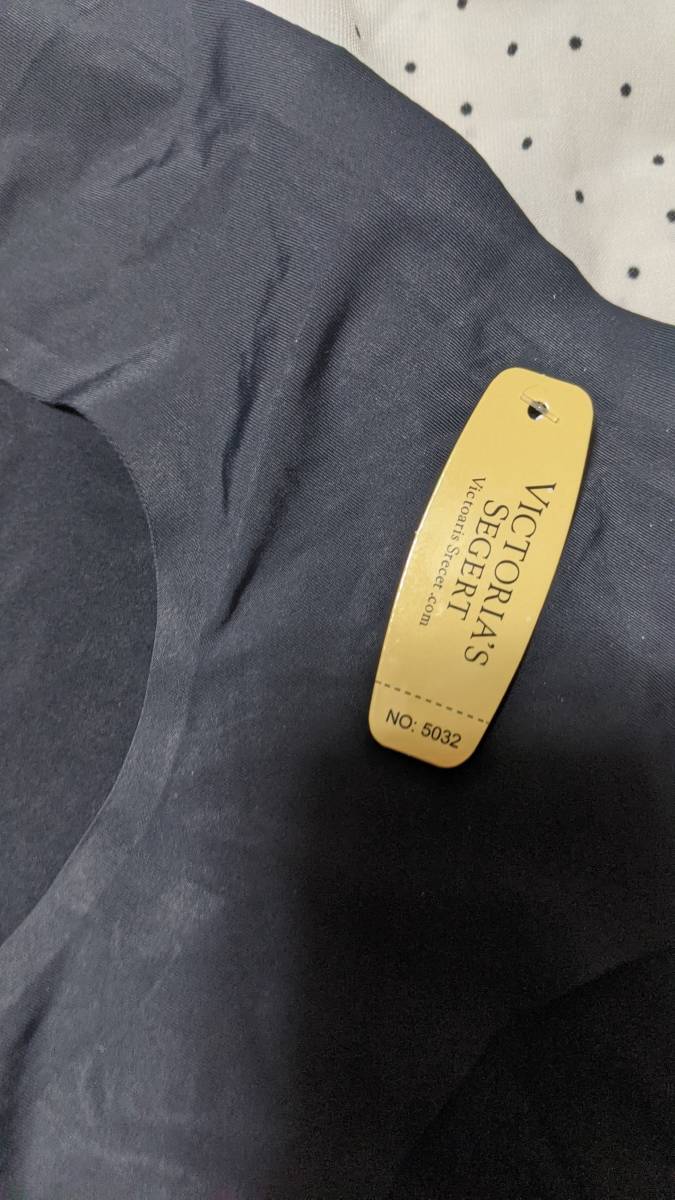 VICTORIA'S
SEGERT
Victoaris Srecet .com
NO: 5032